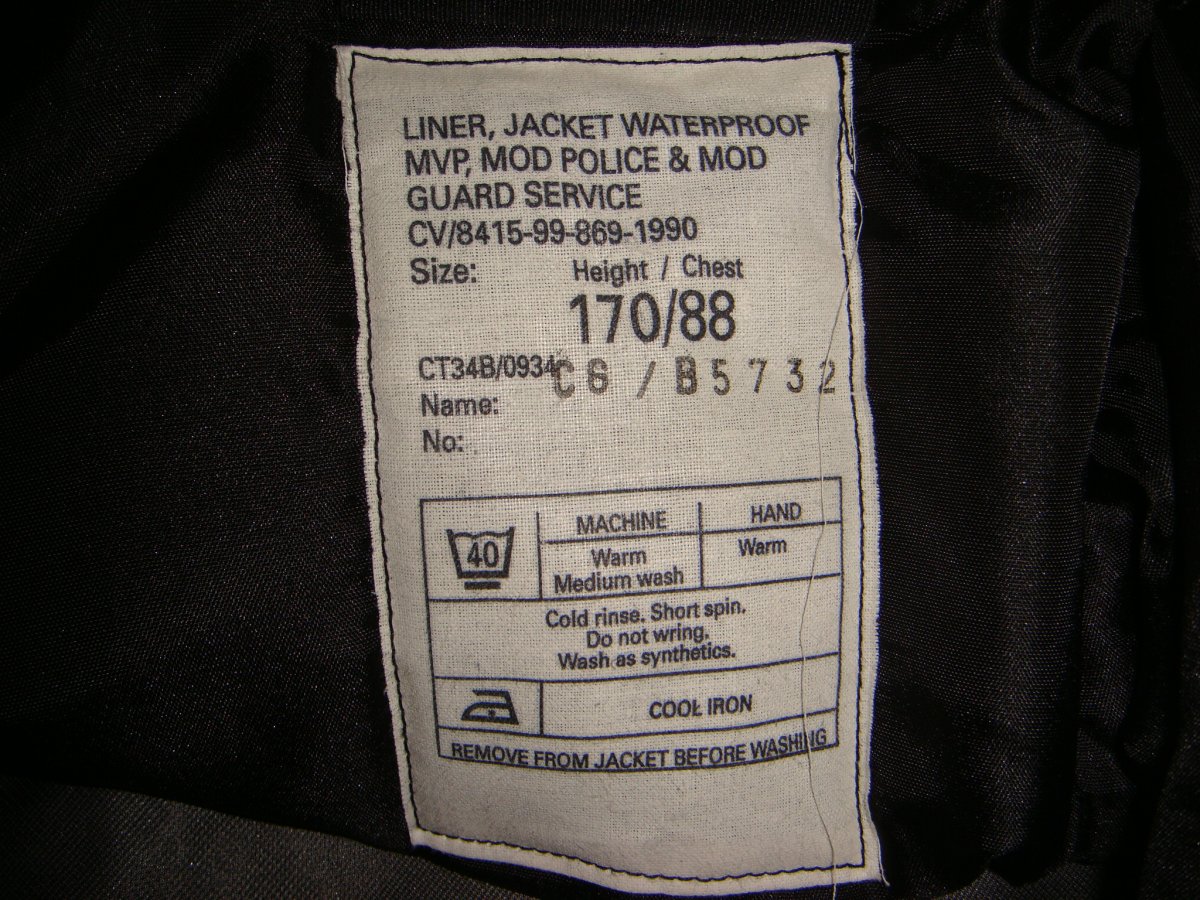 LINER, JACKET WATERPROOF
MVP, MOD POLICE & MOD
GUARD SERVICE
CV/8415-99-869-1990
Size: Height / Chest
170/88
CT34B/0934 C6 / B5732
Name:
No:
40 MACHINE HAND
Warm Warm
Medium wash
Cold rinse. Short spin.
Do not wring.
Wash as synthetics.
COOL IRON
REMOVE FROM JACKET BEFORE WASHING